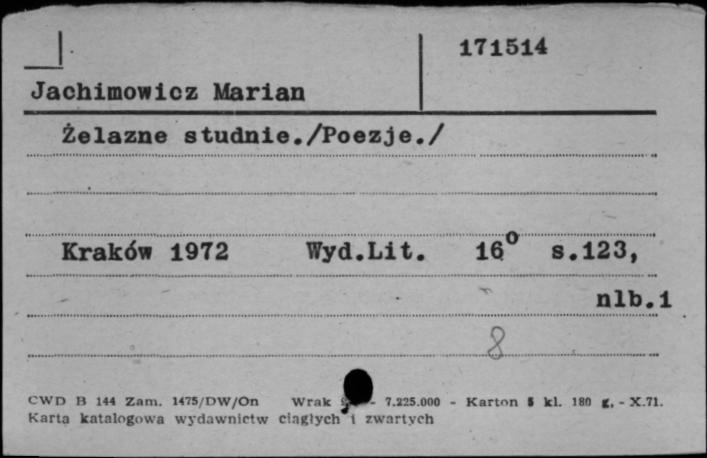 171514
Jachimowicz Marian
Żelazne studnie./Poezje./
Kraków 1972 Wyd.Lit. 16° s.123,
nlb.1
8
CWD B 144 Zam. 1475/DW/On Wrak - 7.225.000 - Karton 5 kl. 180 g. - X.71.
Karta katalogowa wydawnictw ciągłych i zwartych